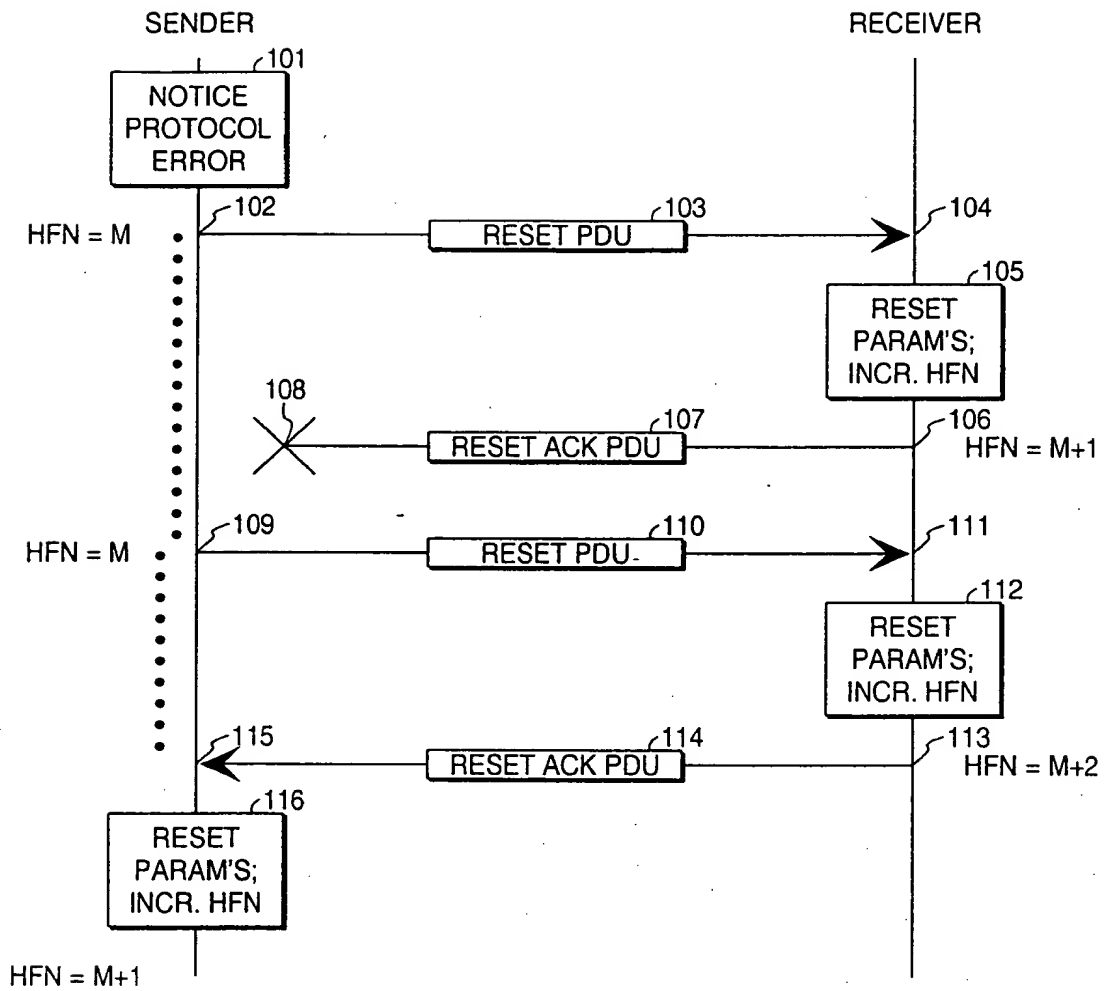 SENDER
RECEIVER
101
NOTICE
PROTOCOL
ERROR
HFN = M
102
103
RESET PDU
104
105
RESET
PARAM'S;
INCR. HFN
108
107
RESET ACK PDU
106
HFN = M+1
HFN = M
109
110
RESET PDU
111
112
RESET
PARAM'S;
INCR. HFN
115
114
RESET ACK PDU
113
HFN = M+2
116
RESET
PARAM'S;
INCR. HFN
HFN = M+1